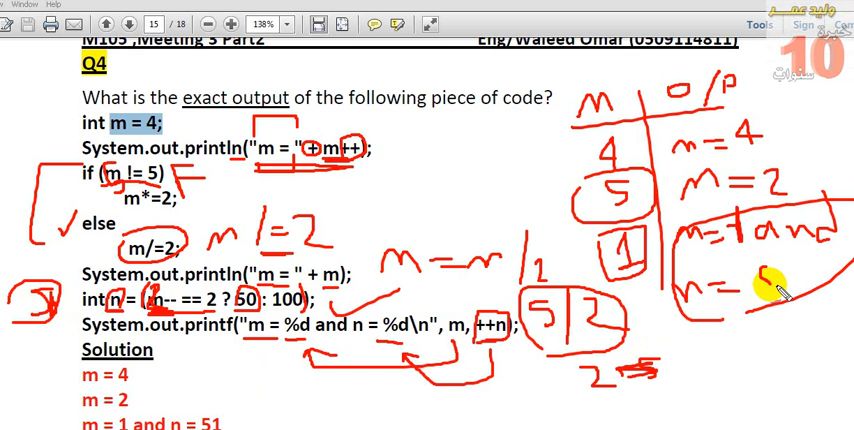 Window Help
15 / 18 138% Tools Sign
وليد عمر
10
خبرة
سنوات
M105 ,Meeting 3 Part2 Eng/Waleed Omar (0509114811)
Q4
What is the exact output of the following piece of code?
int m = 4;
System.out.println("m = " + m++);
if (m != 5)
m*=2;
else
m/=2;
System.out.println("m = " + m);
int n = (m-- == 2 ? 50 : 100);
System.out.printf("m = %d and n = %d\n", m, ++n);
Solution
m = 4
m = 2
m = 1 and n = 51
M O/P
4 m = 4
5 m = 2
1 m = 1 and
n = 5
F
m /= 2
m = m / 2
5 | 2
2